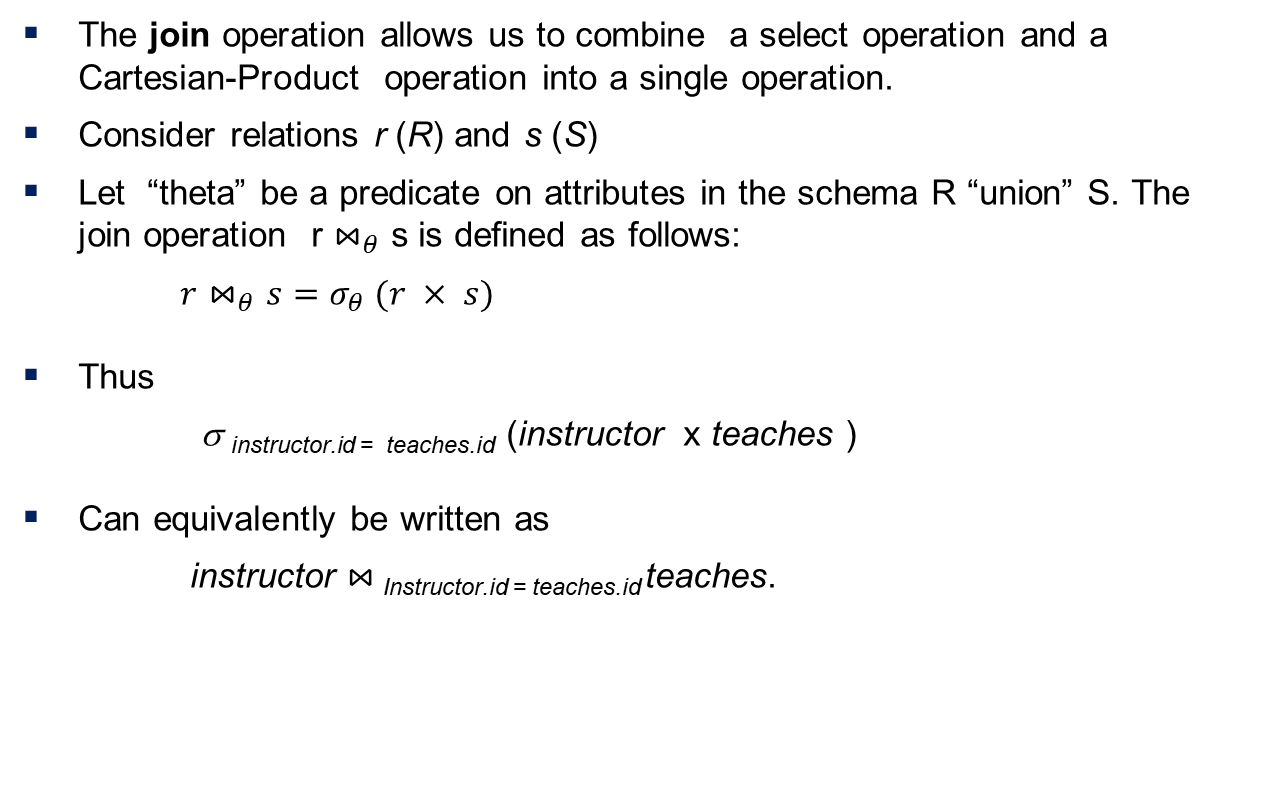 ▪ The join operation allows us to combine a select operation and a
Cartesian-Product operation into a single operation.
▪ Consider relations r (R) and s (S)
▪ Let “theta” be a predicate on attributes in the schema R “union” S. The
join operation r ⋈θ s is defined as follows:
r ⋈θ s = σθ (r × s)
▪ Thus
σ instructor.id = teaches.id (instructor x teaches )
▪ Can equivalently be written as
instructor ⋈ Instructor.id = teaches.id teaches.